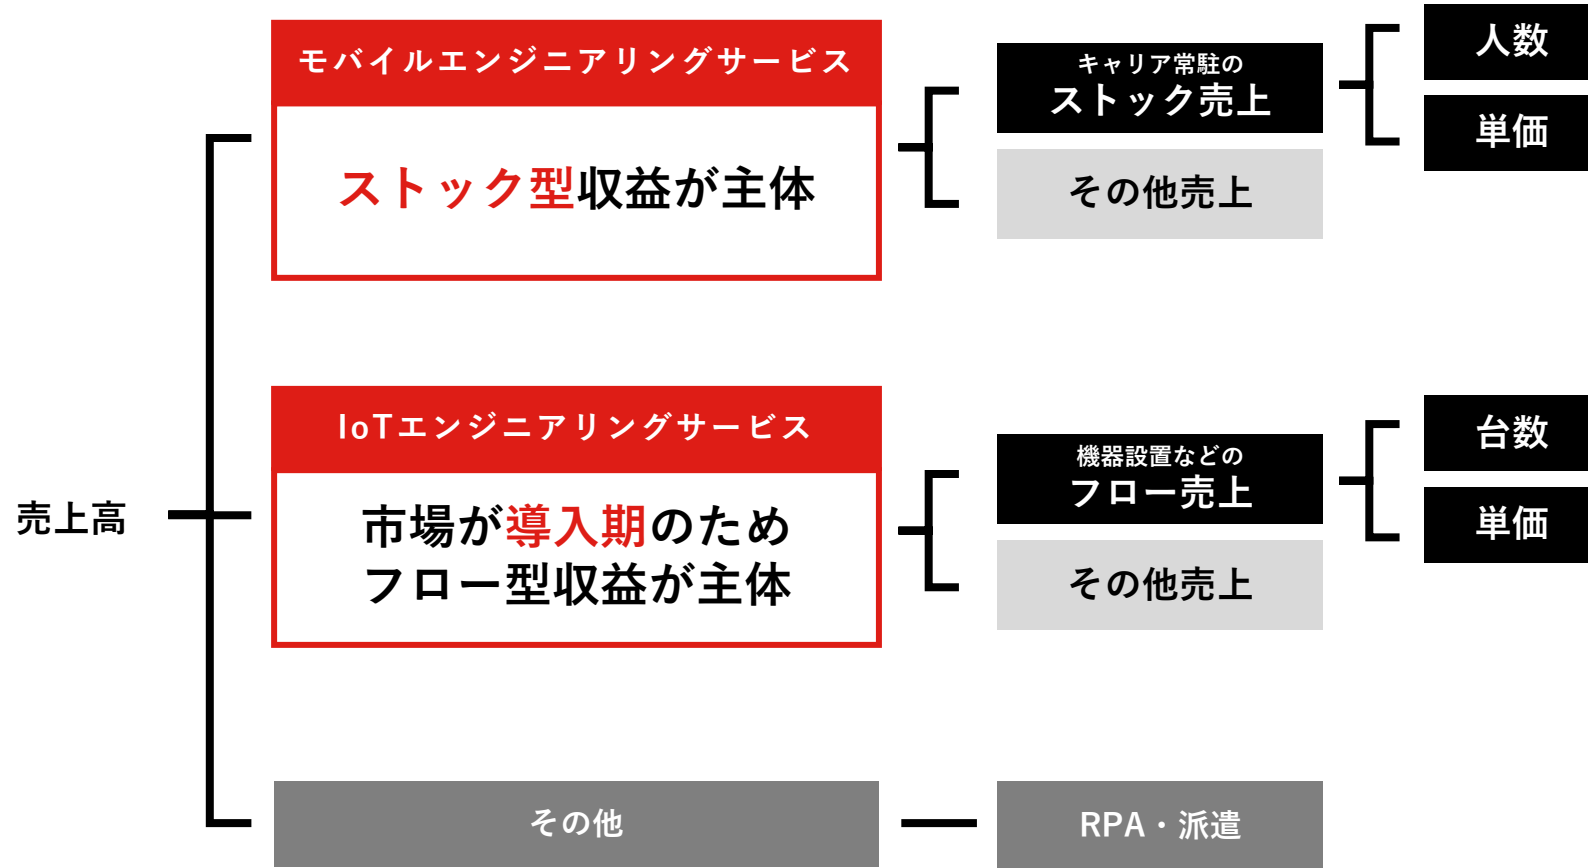 売上高
モバイルエンジニアリングサービス
ストック型収益が主体
キャリア常駐の
ストック売上
人数
単価
その他売上
IoTエンジニアリングサービス
市場が導入期のため
フロー型収益が主体
機器設置などの
フロー売上
台数
単価
その他売上
その他
RPA・派遣